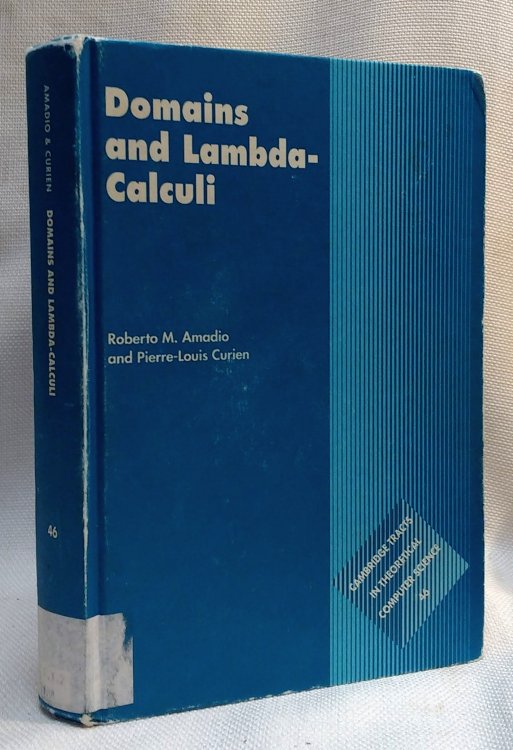 Domains
and Lambda-
Calculi
Roberto M. Amadio
and Pierre-Louis Curien
CAMBRIDGE TRACTS
IN THEORETICAL
COMPUTER SCIENCE
46
AMADIO & CURIEN
DOMAINS AND LAMBDA-CALCULI
46